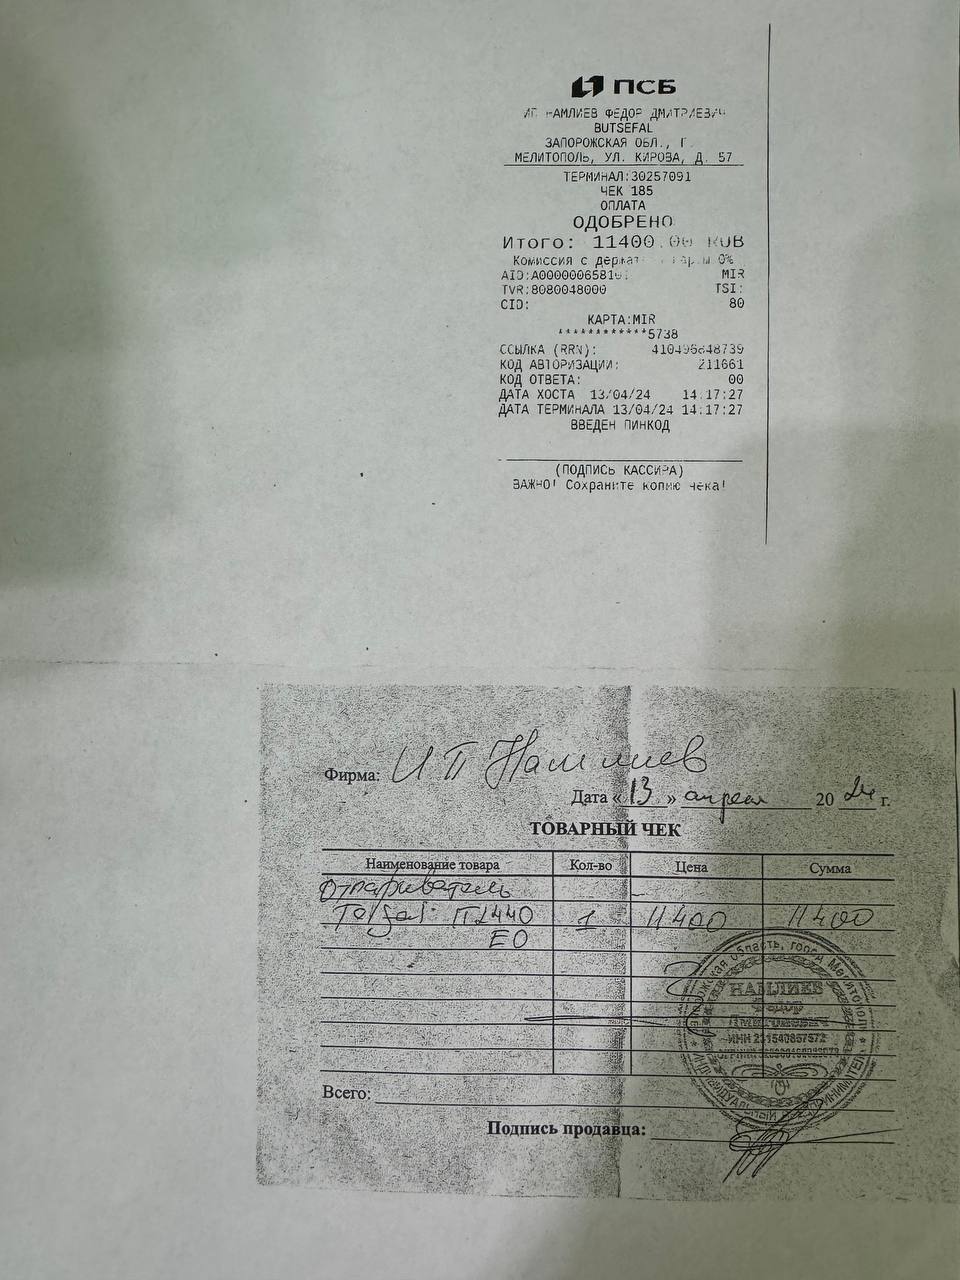 ПСБ
НАМЛИЕВ ФЕДОР ДМИТРИЕВИЧ
BUTSEFAL
ЗАПОРОЖСКАЯ ОБЛ., Г.
МЕЛИТОПОЛЬ, УЛ. КИРОВА, Д. 57
ТЕРМИНАЛ:30257091
ЧЕК 185
ОПЛАТА
ОДОБРЕНО
Итого: 11400.00 RUB
Комиссия с 0%
MIR
TVR:8080048000 TSI:
CID: 80
КАРТА:MIR
************5738
ССЫЛКА (RRN):
КОД АВТОРИЗАЦИИ: 211661
КОД ОТВЕТА: 00
ДАТА ХОСТА 13/04/24 14:17:27
ДАТА ТЕРМИНАЛА 13/04/24 14:17:27
ВВЕДЕН ПИНКОД
(ПОДПИСЬ КАССИРА)
ВАЖНО! Сохраните копию чека!
Фирма: ИП Намлиев
Дата «13» апреля 2024 г.
ТОВАРНЫЙ ЧЕК
Наименование товара Кол-во Цена Сумма
Отпариватель
1 11400 11400
EO
НАМЛИЕВ
ИНН
Всего:
Подпись продавца: